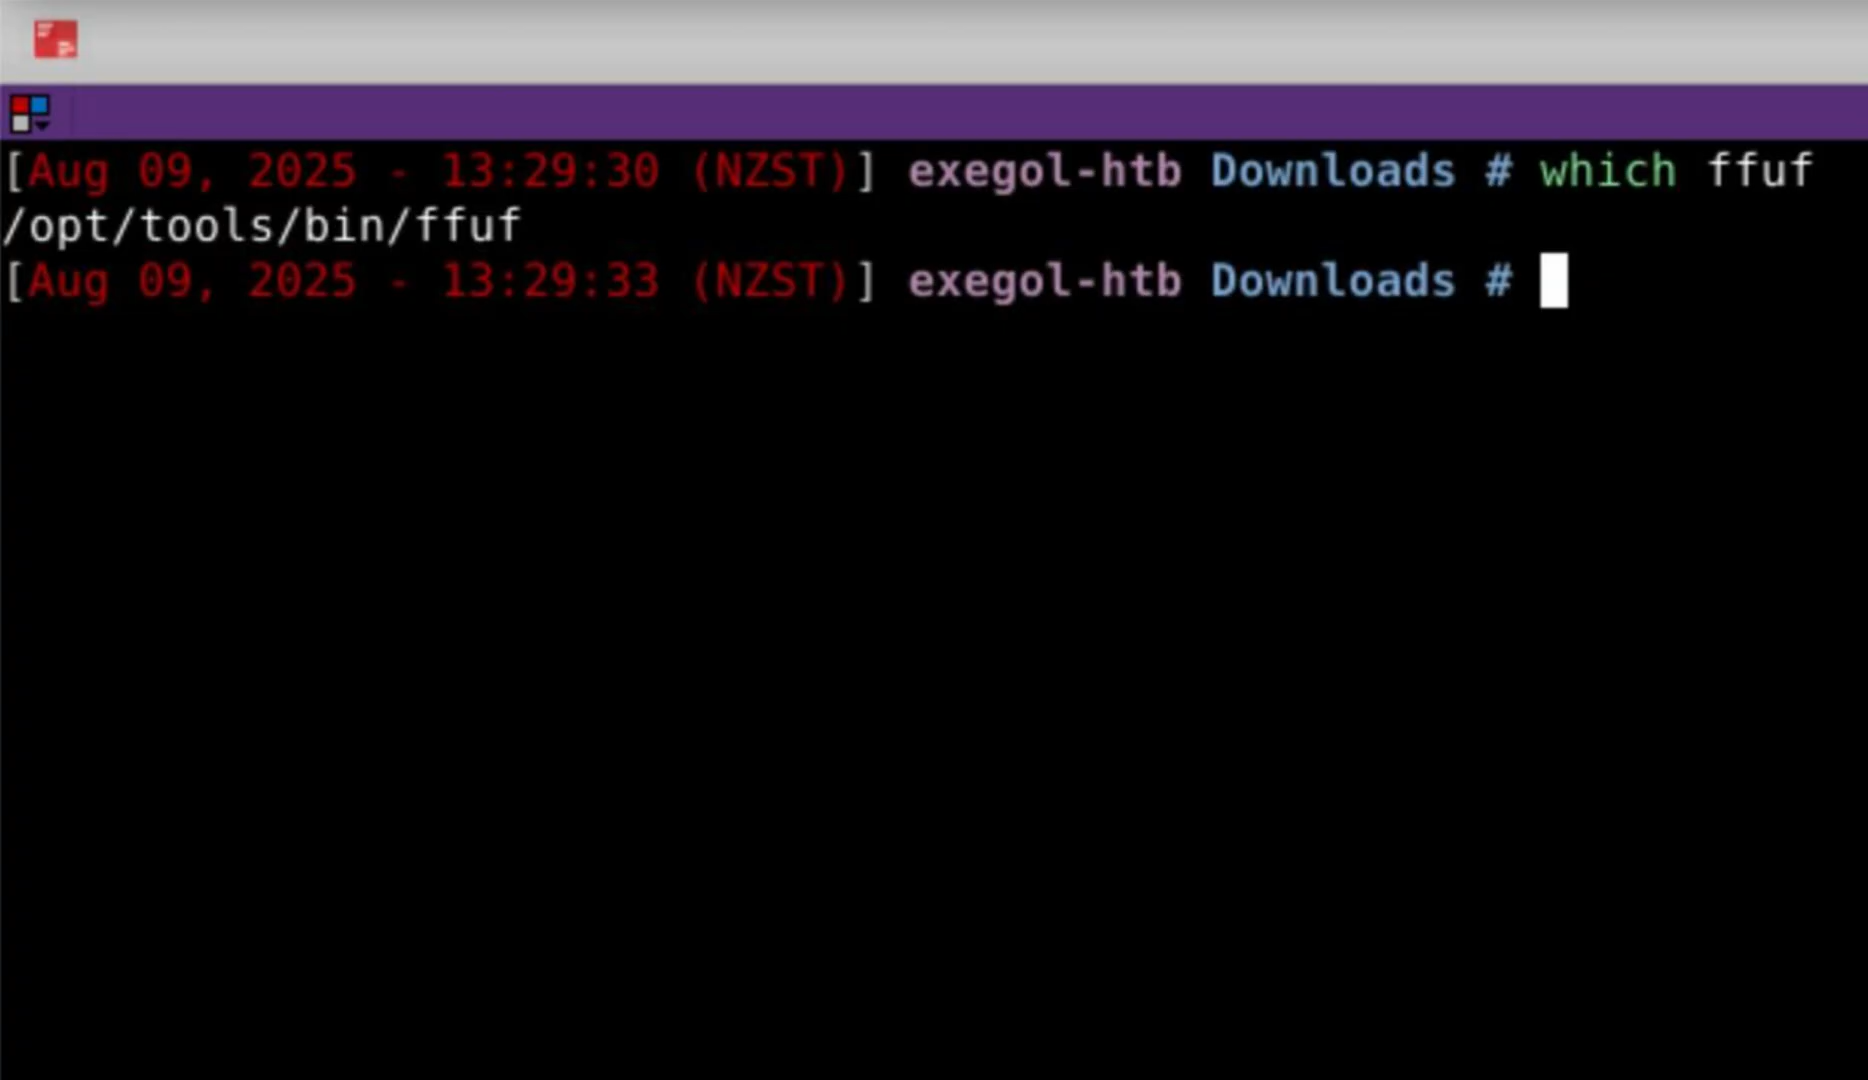 [Aug 09, 2025 - 13:29:30 (NZST)] exegol-htb Downloads # which ffuf
/opt/tools/bin/ffuf
[Aug 09, 2025 - 13:29:33 (NZST)] exegol-htb Downloads #